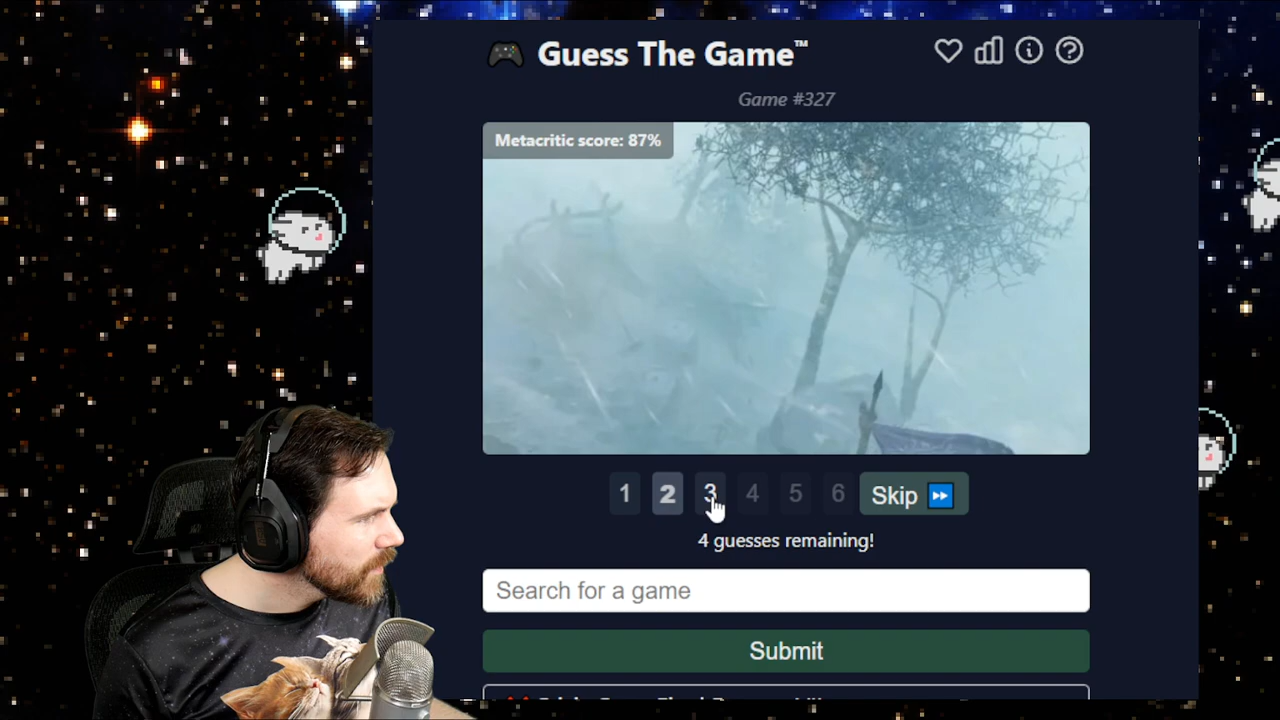 Guess The Game™
Game #327
Metacritic score: 87%
1 2 3 4 5 6 Skip
4 guesses remaining!
Search for a game
Submit